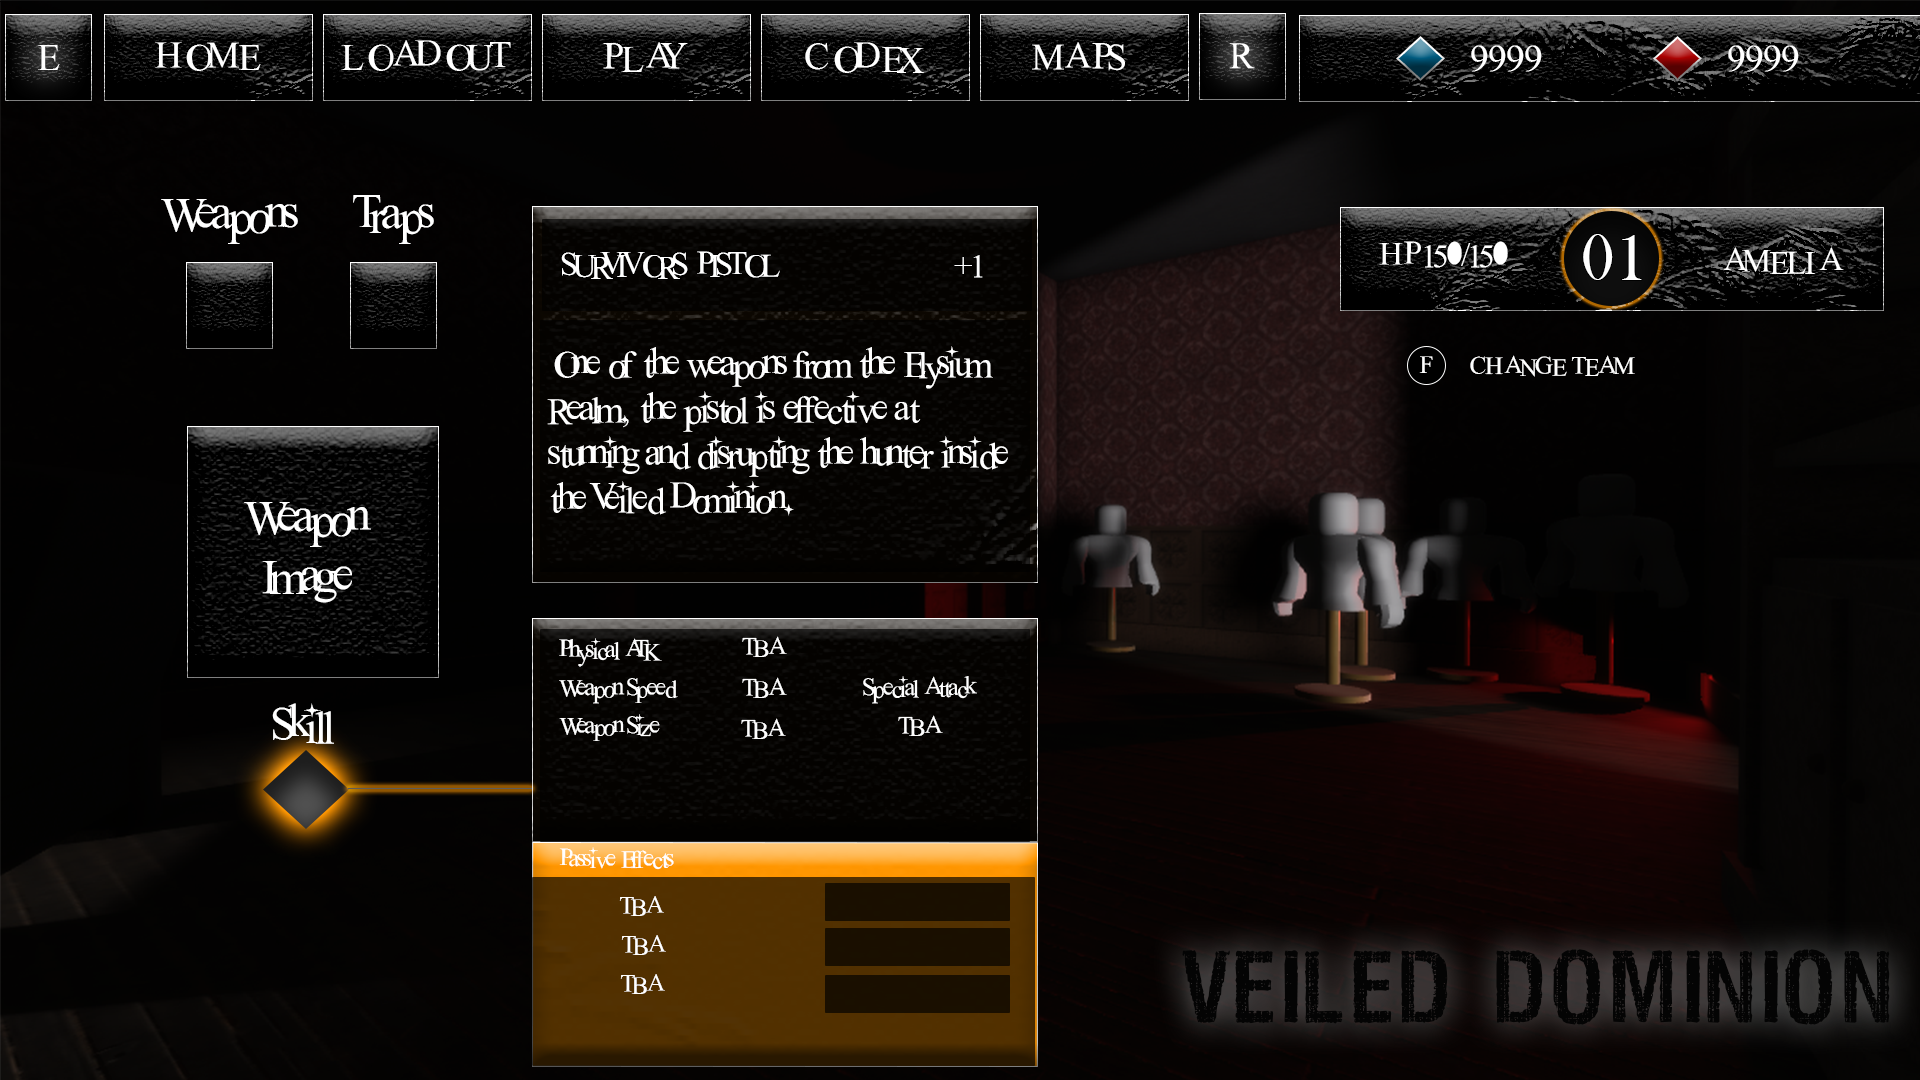 E
HOME
LOADOUT
PLAY
CODEX
MAPS
R
9999
9999
Weapons
Traps
SURVIVORS PISTOL
+1
One of the weapons from the Elysium
Realm, the pistol is effective at
stunning and disrupting the hunter inside
the Veiled Dominion.
HP 150/150
01
AMELIA
F
CHANGE TEAM
Weapon
Image
Skill
Physical ATK
TBA
Weapon Speed
TBA
Special Attack
Weapon Size
TBA
TBA
Passive Effects
TBA
TBA
TBA
VEILED DOMINION